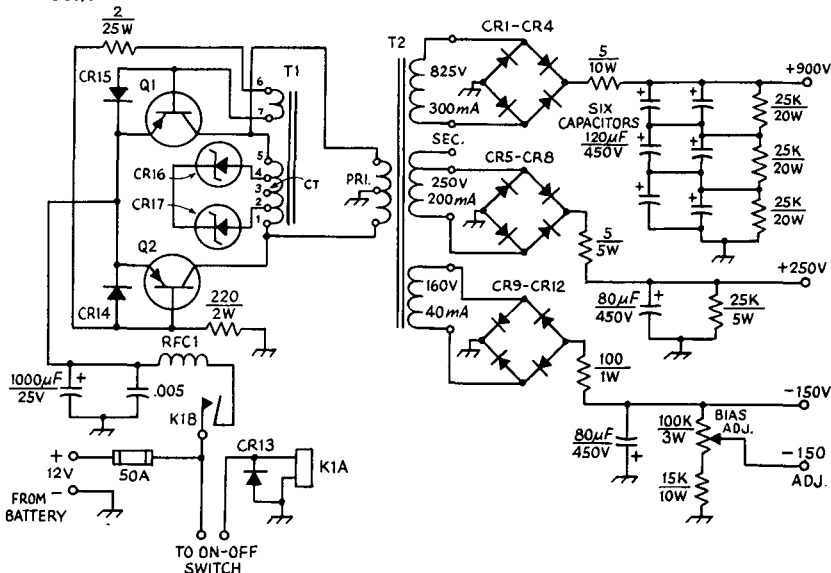 2
25W
CR15
Q1
6
T1
7
5
4
3
2
1
CR16
CR17
CT
Q2
CR14
220
2W
RFC1
1000µF
25V
.005
K1B
+
12V
50A
CR13
K1A
FROM
BATTERY
-
TO ON-OFF
SWITCH
T2
PRI.
SEC.
825V
300mA
CR1-CR4
5
10W
+900V
SIX
CAPACITORS
120µF
450V
+
+
+
+
+
+
25K
20W
25K
20W
25K
20W
250V
200mA
CR5-CR8
5
5W
+250V
80µF
450V
+
25K
5W
160V
40mA
CR9-CR12
100
1W
-150V
80µF
450V
+
100K
3W
BIAS
ADJ.
15K
10W
-150
ADJ.